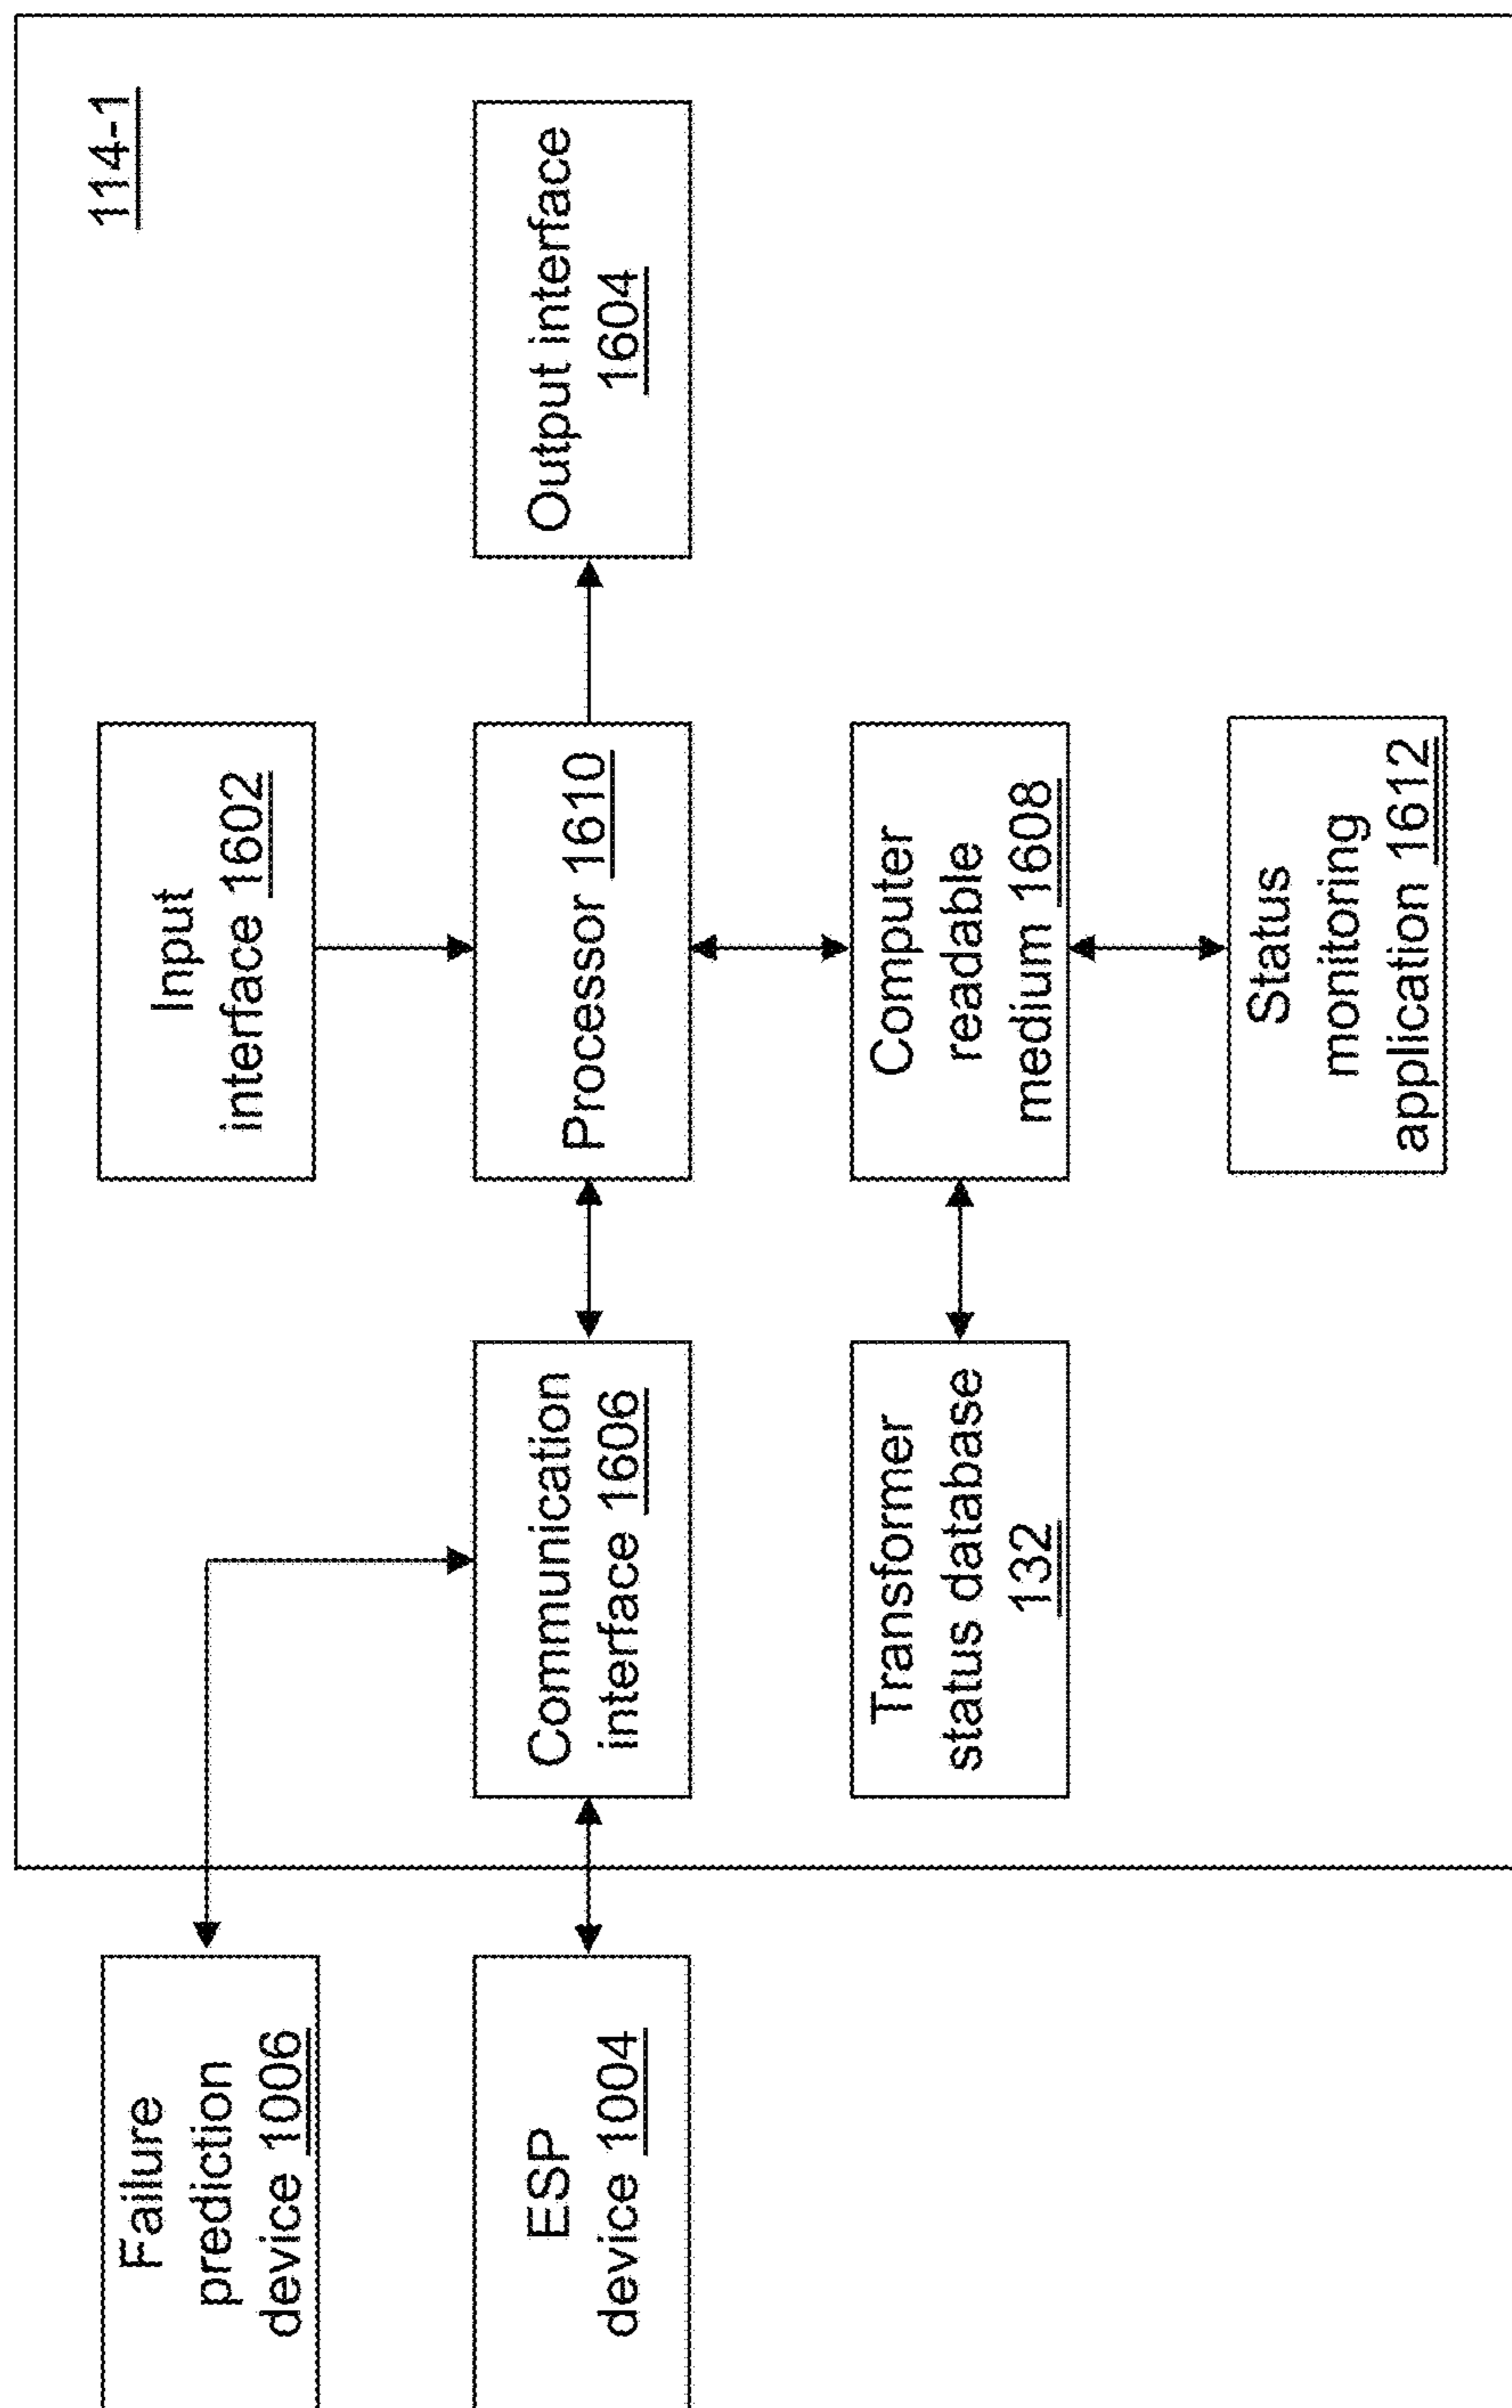 114-1
Input
interface 1602
Failure
prediction
device 1006
ESP
device 1004
Communication
interface 1606
Processor 1610
Output interface
1604
Transformer
status database
132
Computer
readable
medium 1608
Status
monitoring
application 1612